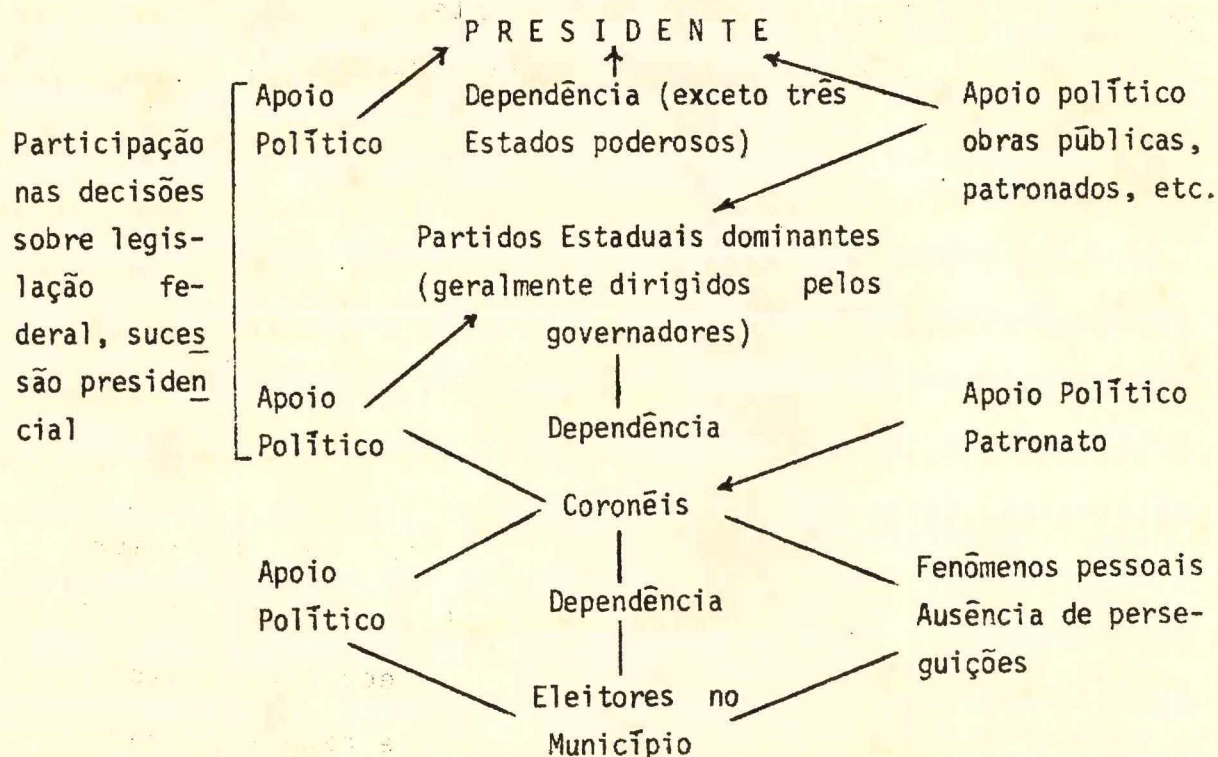 PRESIDENTE
Participação
nas decisões
sobre legis-
lação fe-
deral, suces
são presiden
cial
Apoio
Político
Dependência (exceto três
Estados poderosos)
Apoio político
obras públicas,
patronados, etc.
Partidos Estaduais dominantes
(geralmente dirigidos pelos
governadores)
Apoio
Político
Dependência
Apoio Político
Patronato
Coronéis
Apoio
Político
Dependência
Fenômenos pessoais
Ausência de perse-
guições
Eleitores no
Município